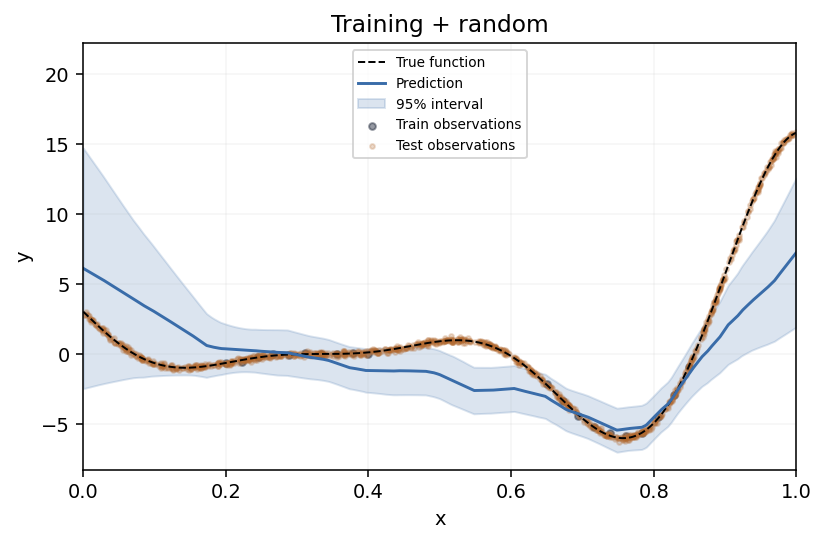 Training + random
True function
Prediction
95% interval
Train observations
Test observations
y
20
15
10
5
0
−5
0.0 0.2 0.4 0.6 0.8 1.0
x